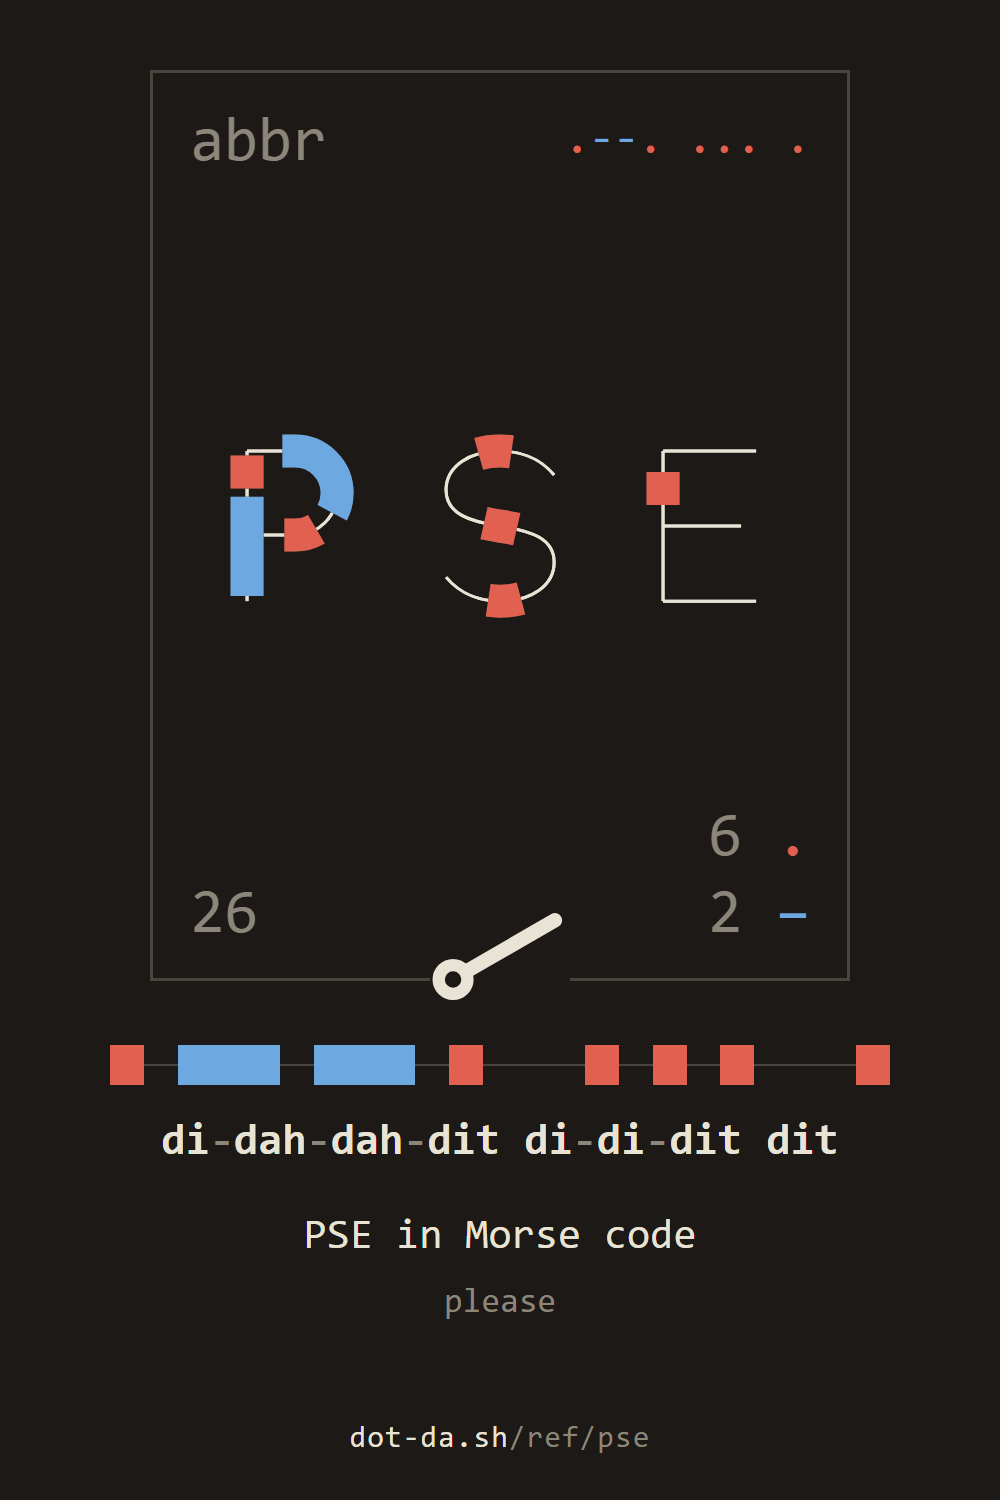 abbr .--. ... .
PSE
6 .
26 2 -
di-dah-dah-dit di-di-dit dit
PSE in Morse code
please
dot-da.sh/ref/pse